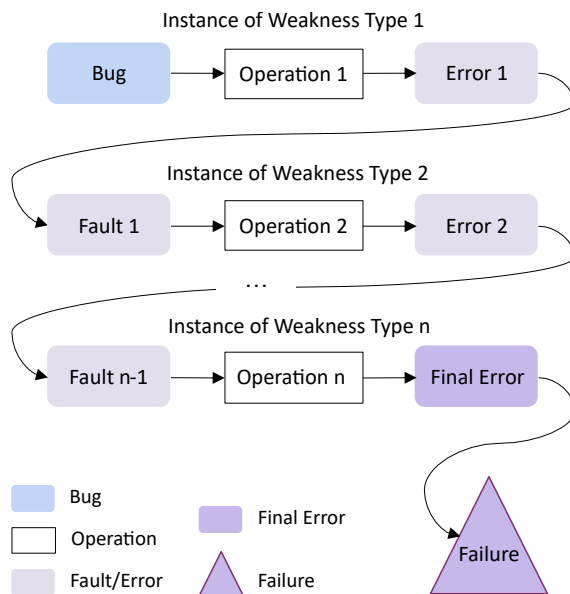 Instance of Weakness Type 1
Bug
Operation 1
Error 1
Instance of Weakness Type 2
Fault 1
Operation 2
Error 2
...
Instance of Weakness Type n
Fault n-1
Operation n
Final Error
Bug
Operation
Fault/Error
Final Error
Failure
Failure